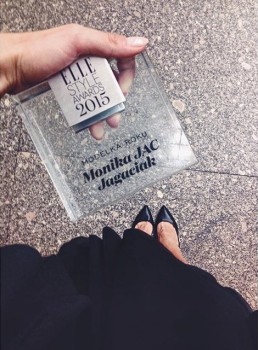 ELLE
STYLE
AWARDS
2015
MODELKA ROKU
Monika JAC
Jagaciak